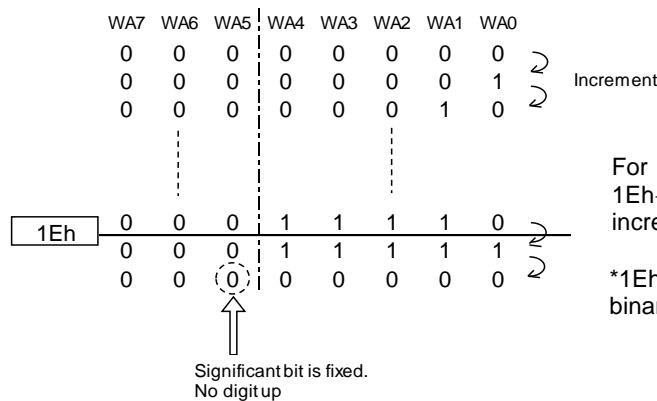 WA7 WA6 WA5 WA4 WA3 WA2 WA1 WA0
0 0 0 0 0 0 0 0
0 0 0 0 0 0 0 1
Increment
0 0 0 0 0 0 1 0
For
1Eh-
incre
1Eh
0 0 0 1 1 1 1 0
0 0 0 1 1 1 1 1
0 0 0 0 0 0 0 0
*1Eh
binar
Significant bit is fixed.
No digit up